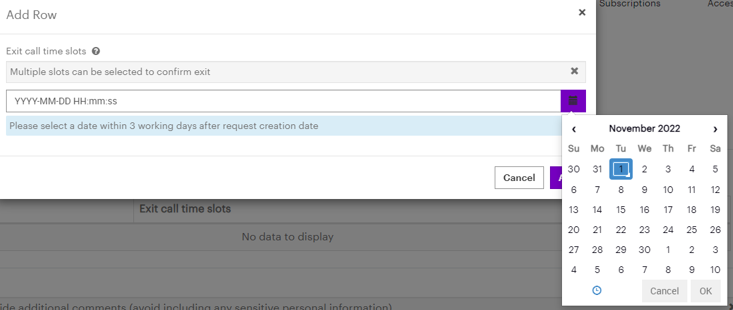 Subscriptions
Add Row
×
Exit call time slots
Multiple slots can be selected to confirm exit
YYYY-MM-DD HH:mm:ss
Please select a date within 3 working days after request creation date
Cancel
November 2022
Su Mo Tu We Th Fr Sa
30 31 1 2 3 4 5
6 7 8 9 10 11 12
13 14 15 16 17 18 19
20 21 22 23 24 25 26
27 28 29 30 1 2 3
4 5 6 7 8 9 10
Cancel OK
Exit call time slots
No data to display
additional comments (avoid including any sensitive personal information)